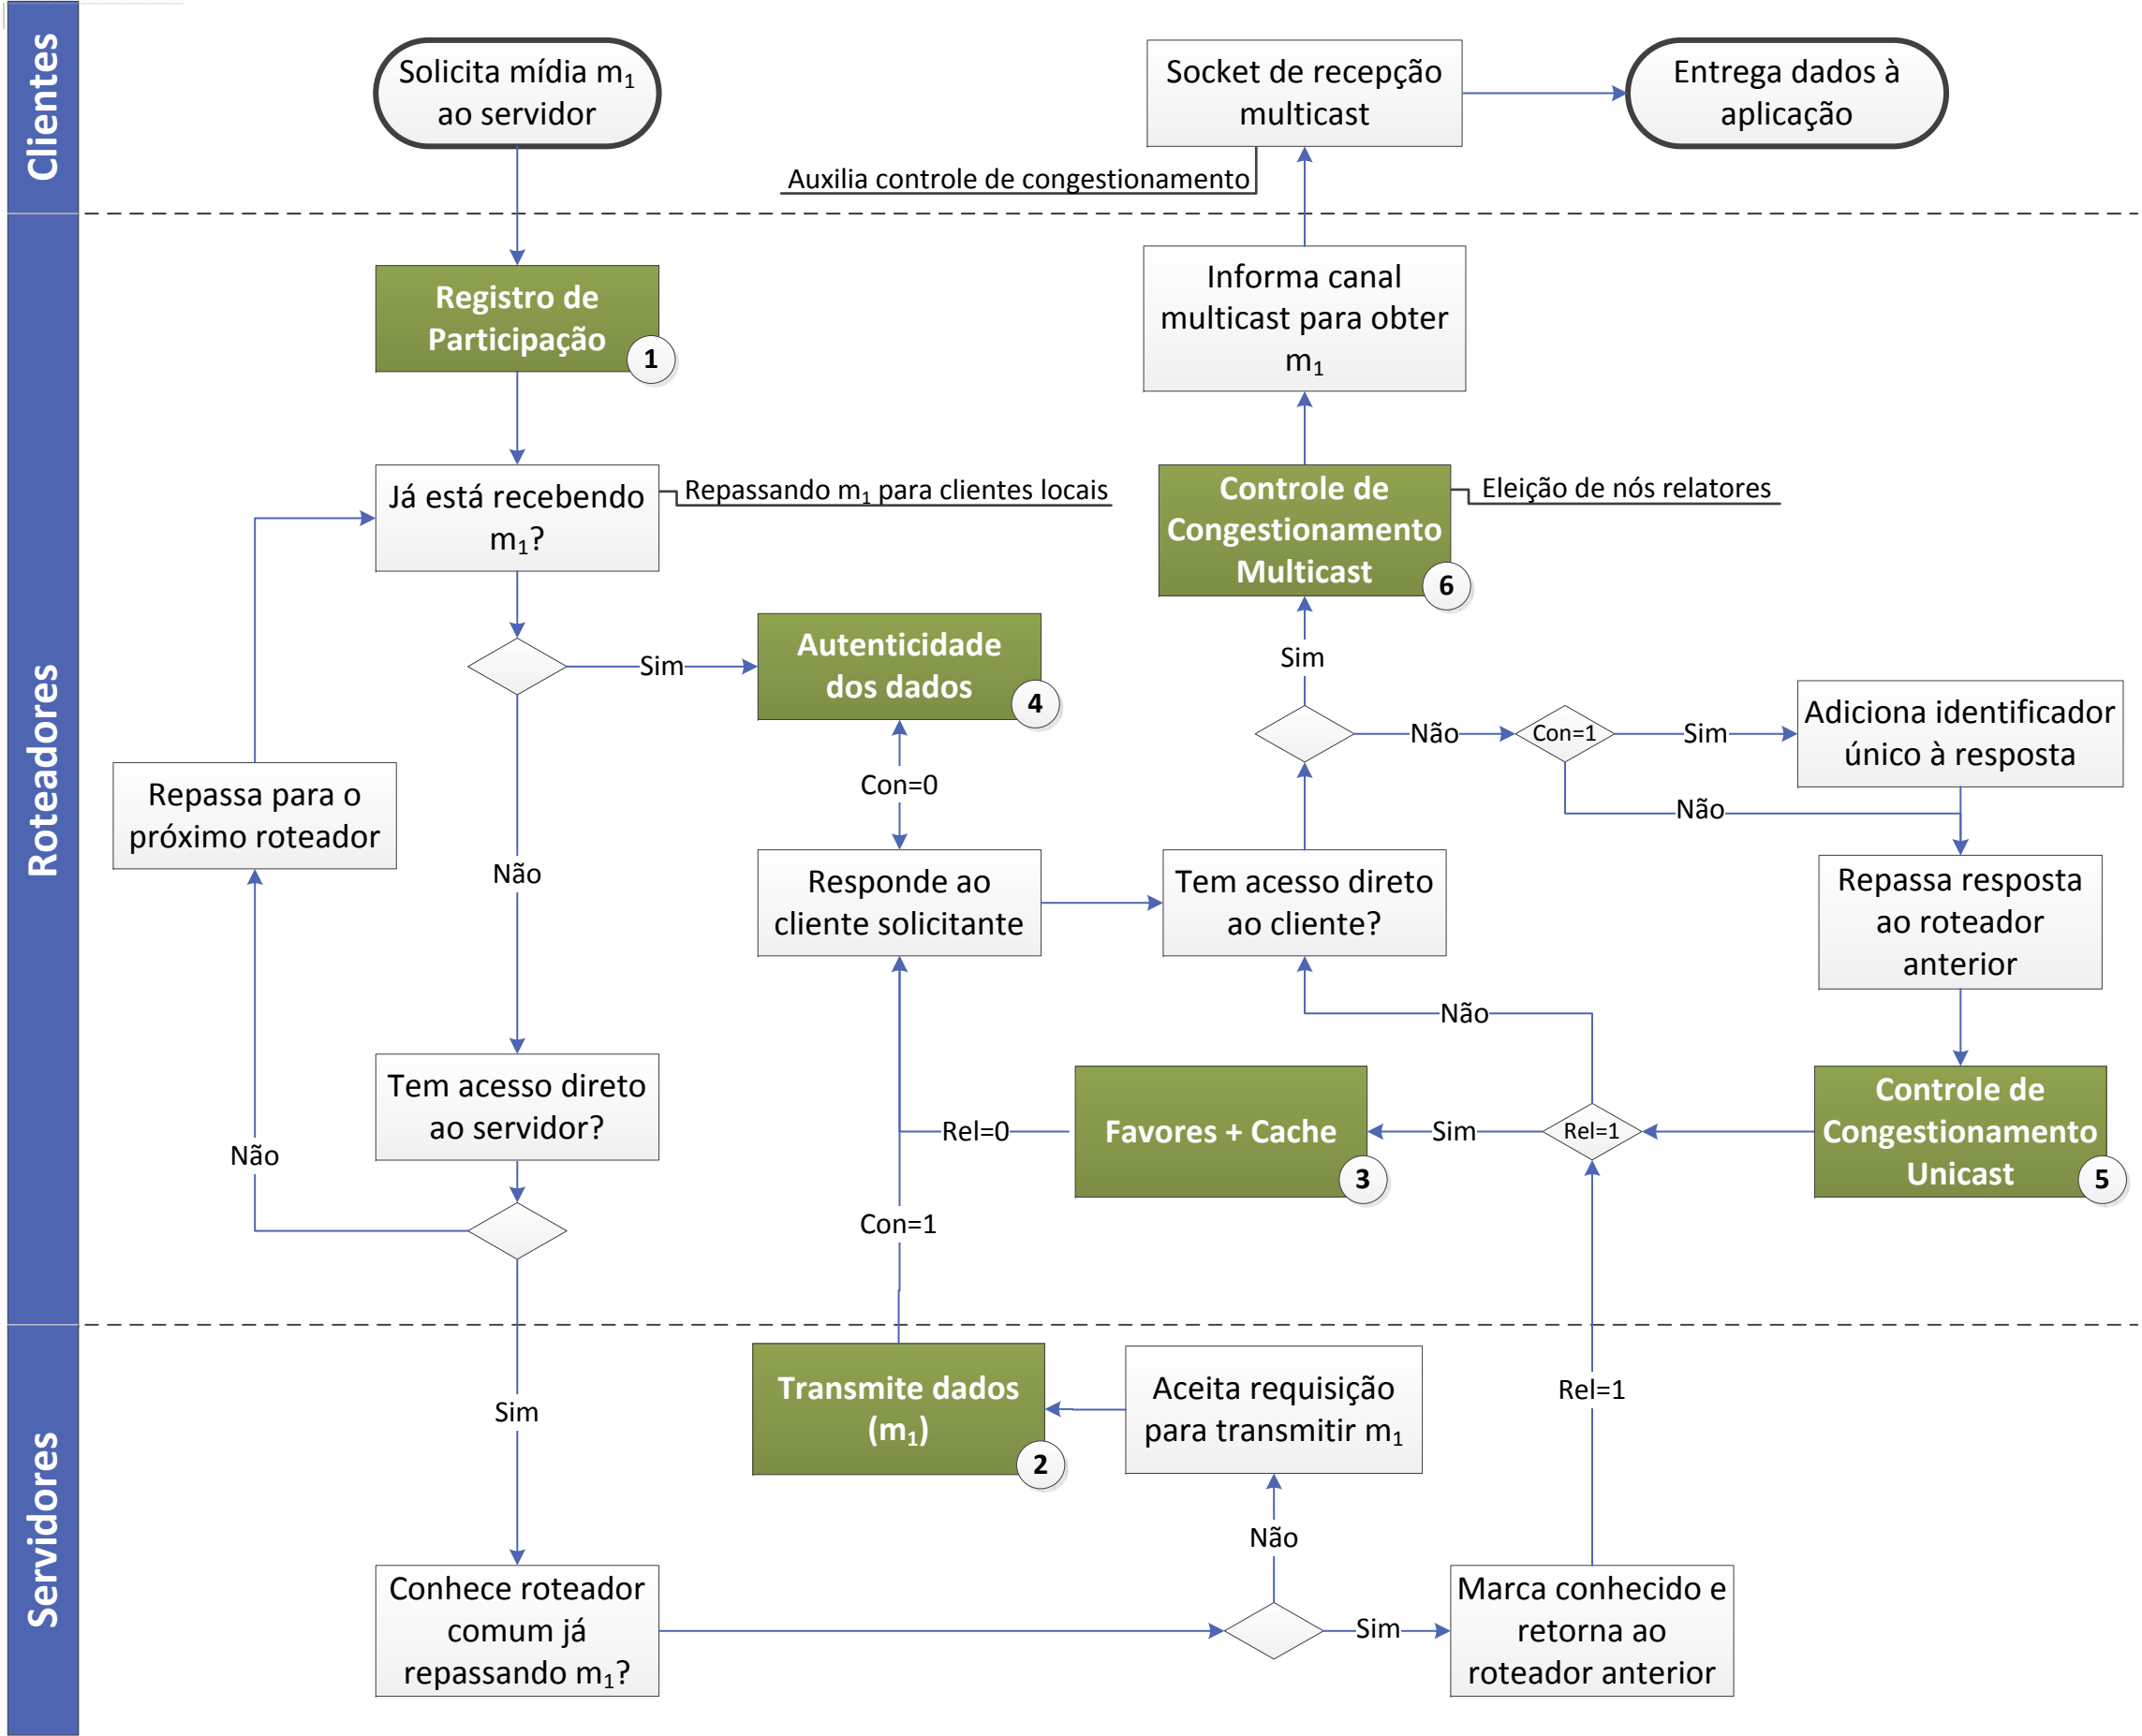 Clientes
Solicita mídia m₁
ao servidor
Socket de recepção
multicast
Entrega dados à
aplicação
Auxilia controle de congestionamento
Roteadores
Registro de
Participação
1
Informa canal
multicast para obter
m₁
Já está recebendo
m₁?
Repassando m₁ para clientes locais
Controle de
Congestionamento
Multicast
6
Eleição de nós relatores
Sim
Autenticidade
dos dados
4
Sim
Não
Con=1
Sim
Adiciona identificador
único à resposta
Não
Con=0
Repassa para o
próximo roteador
Não
Responde ao
cliente solicitante
Tem acesso direto
ao cliente?
Repassa resposta
ao roteador
anterior
Não
Tem acesso direto
ao servidor?
Não
Rel=0
Favores + Cache
3
Sim
Rel=1
Controle de
Congestionamento
Unicast
5
Con=1
Servidores
Sim
Transmite dados
(m₁)
2
Aceita requisição
para transmitir m₁
Rel=1
Não
Conhece roteador
comum já
repassando m₁?
Sim
Marca conhecido e
retorna ao
roteador anterior